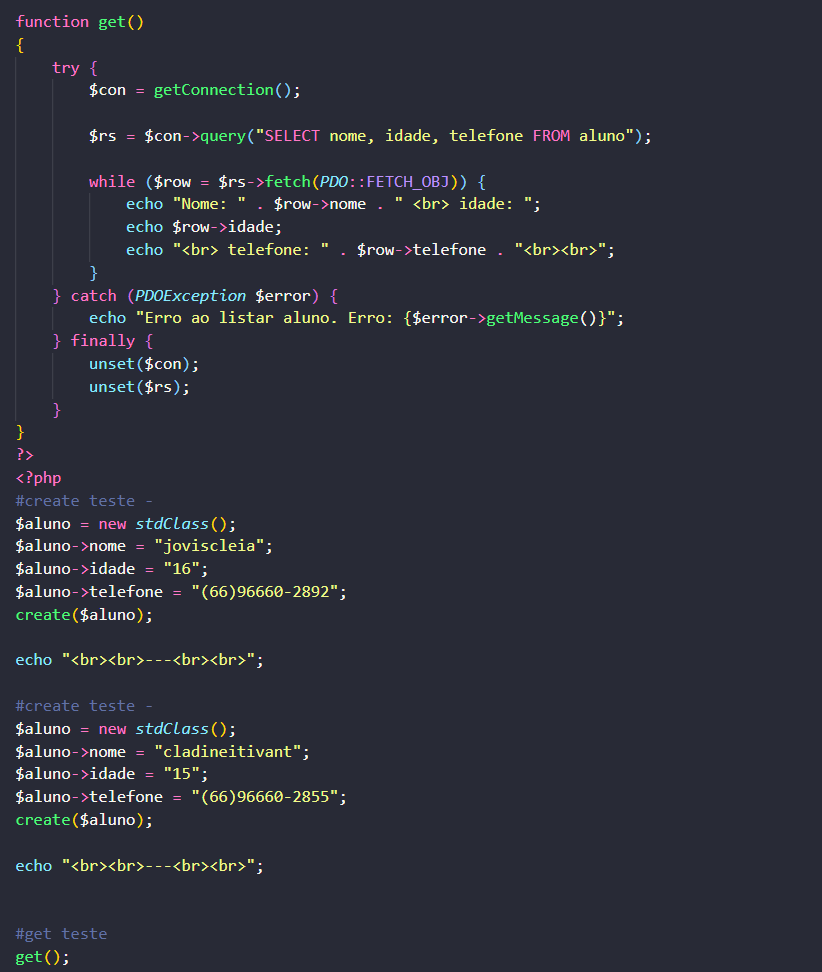 function get()
{
    try {
        $con = getConnection();

        $rs = $con->query("SELECT nome, idade, telefone FROM aluno");

        while ($row = $rs->fetch(PDO::FETCH_OBJ)) {
            echo "Nome: " . $row->nome . " <br> idade: ";
            echo $row->idade;
            echo "<br> telefone: " . $row->telefone . "<br><br>";
        }
    } catch (PDOException $error) {
        echo "Erro ao listar aluno. Erro: {$error->getMessage()}";
    } finally {
        unset($con);
        unset($rs);
    }
}
?>
<?php
#create teste -
$aluno = new stdClass();
$aluno->nome = "joviscleia";
$aluno->idade = "16";
$aluno->telefone = "(66)96660-2892";
create($aluno);

echo "<br><br>---<br><br>";

#create teste -
$aluno = new stdClass();
$aluno->nome = "cladineitivant";
$aluno->idade = "15";
$aluno->telefone = "(66)96660-2855";
create($aluno);

echo "<br><br>---<br><br>";


#get teste
get();